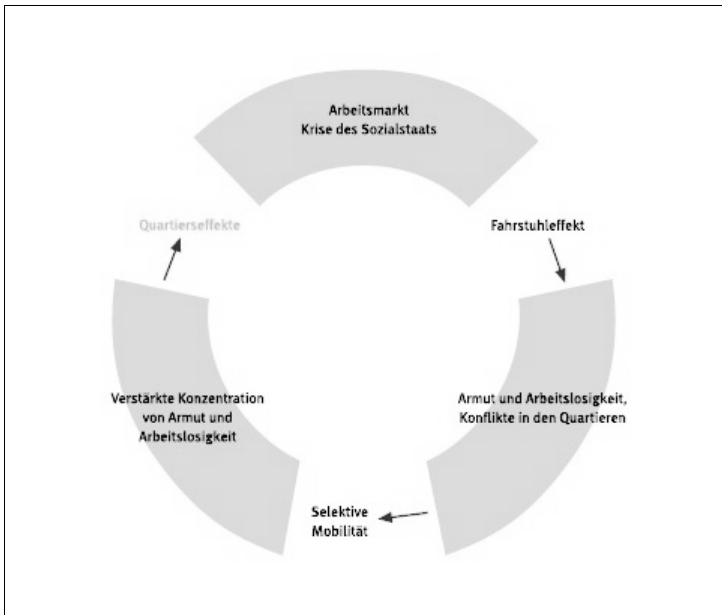 Arbeitsmarkt
Krise des Sozialstaats
Quartierseffekte
Fahrstuhleffekt
Verstärkte Konzentration
von Armut und
Arbeitslosigkeit
Armut und Arbeitslosigkeit,
Konflikte in den Quartieren
Selektive
Mobilität